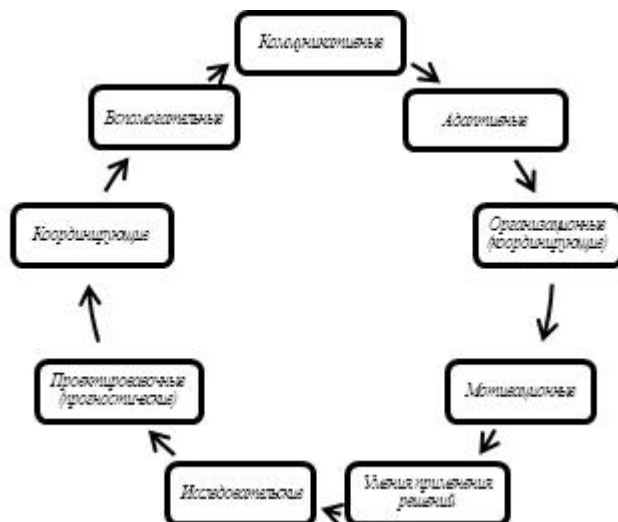 Коммуникативные
Адаптивные
Организационные
(координирующие)
Мотивационные
Умения применения
решений
Исследовательские
Проектировочные
(прогностические)
Координирующие
Вспомогательные